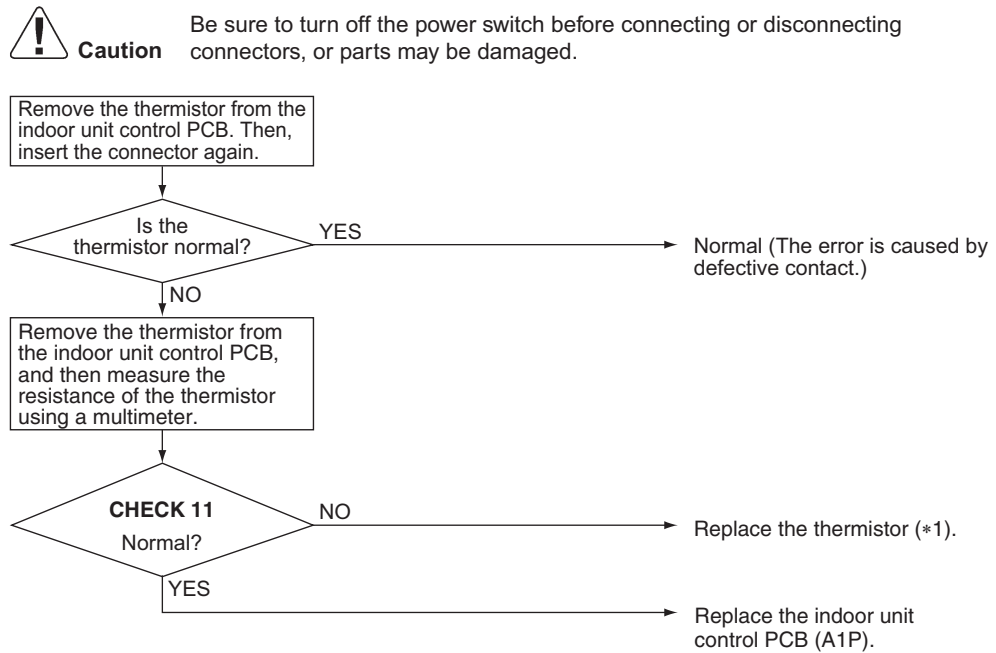 Caution
Be sure to turn off the power switch before connecting or disconnecting
connectors, or parts may be damaged.
Remove the thermistor from the
indoor unit control PCB. Then,
insert the connector again.
Is the
thermistor normal?
YES
Normal (The error is caused by
defective contact.)
NO
Remove the thermistor from
the indoor unit control PCB,
and then measure the
resistance of the thermistor
using a multimeter.
CHECK 11
Normal?
NO
Replace the thermistor (*1).
YES
Replace the indoor unit
control PCB (A1P).